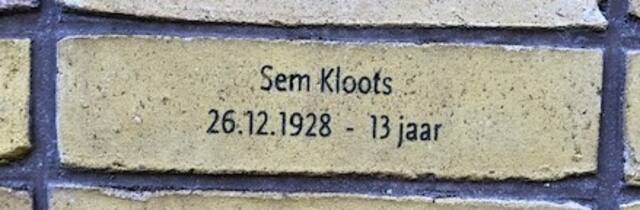 Sem Kloots
26.12.1928 - 13 jaar